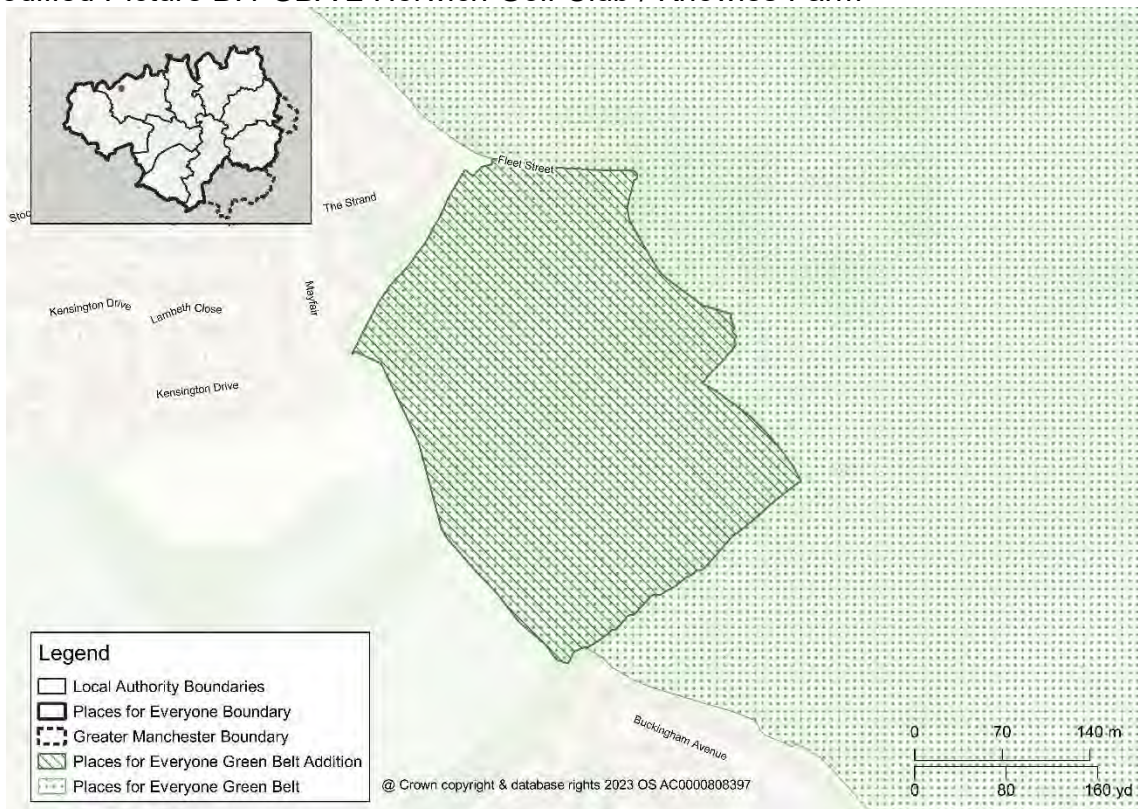 Fleet Street
The Strand
Mayfair
Kensington Drive
Lambeth Close
Kensington Drive
Buckingham Avenue
Legend
Local Authority Boundaries
Places for Everyone Boundary
Greater Manchester Boundary
Places for Everyone Green Belt Addition
Places for Everyone Green Belt
@ Crown copyright & database rights 2023 OS AC0000808397
0 70 140 m
0 80 160 yd